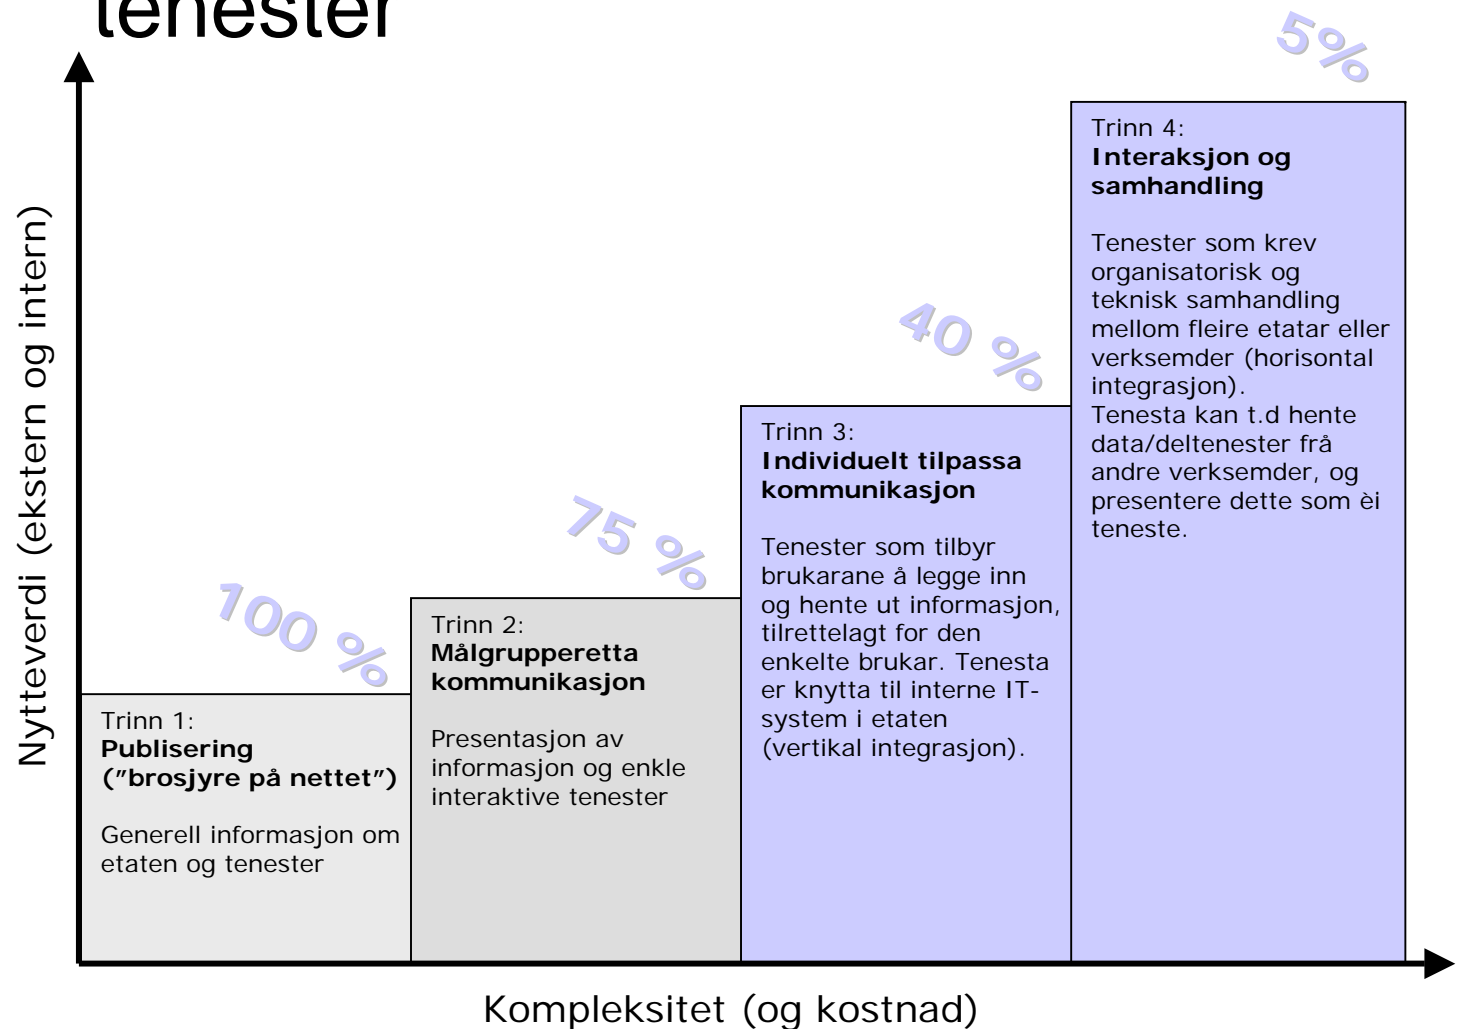 tenester
5%
40 %
75 %
100 %
Nytteverdi (ekstern og intern)
Trinn 1:
Publisering
("brosjyre på nettet")
Generell informasjon om
etaten og tenester
Trinn 2:
Målgrupperetta
kommunikasjon
Presentasjon av
informasjon og enkle
interaktive tenester
Trinn 3:
Individuelt tilpassa
kommunikasjon
Tenester som tilbyr
brukarane å legge inn
og hente ut informasjon,
tilrettelagt for den
enkelte brukar. Tenesta
er knytta til interne IT-
system i etaten
(vertikal integrasjon).
Trinn 4:
Interaksjon og
samhandling
Tenester som krev
organisatorisk og
teknisk samhandling
mellom fleire etatar eller
verksemder (horisontal
integrasjon).
Tenesta kan t.d hente
data/deltenester frå
andre verksemder, og
presentere dette som èi
teneste.
Kompleksitet (og kostnad)